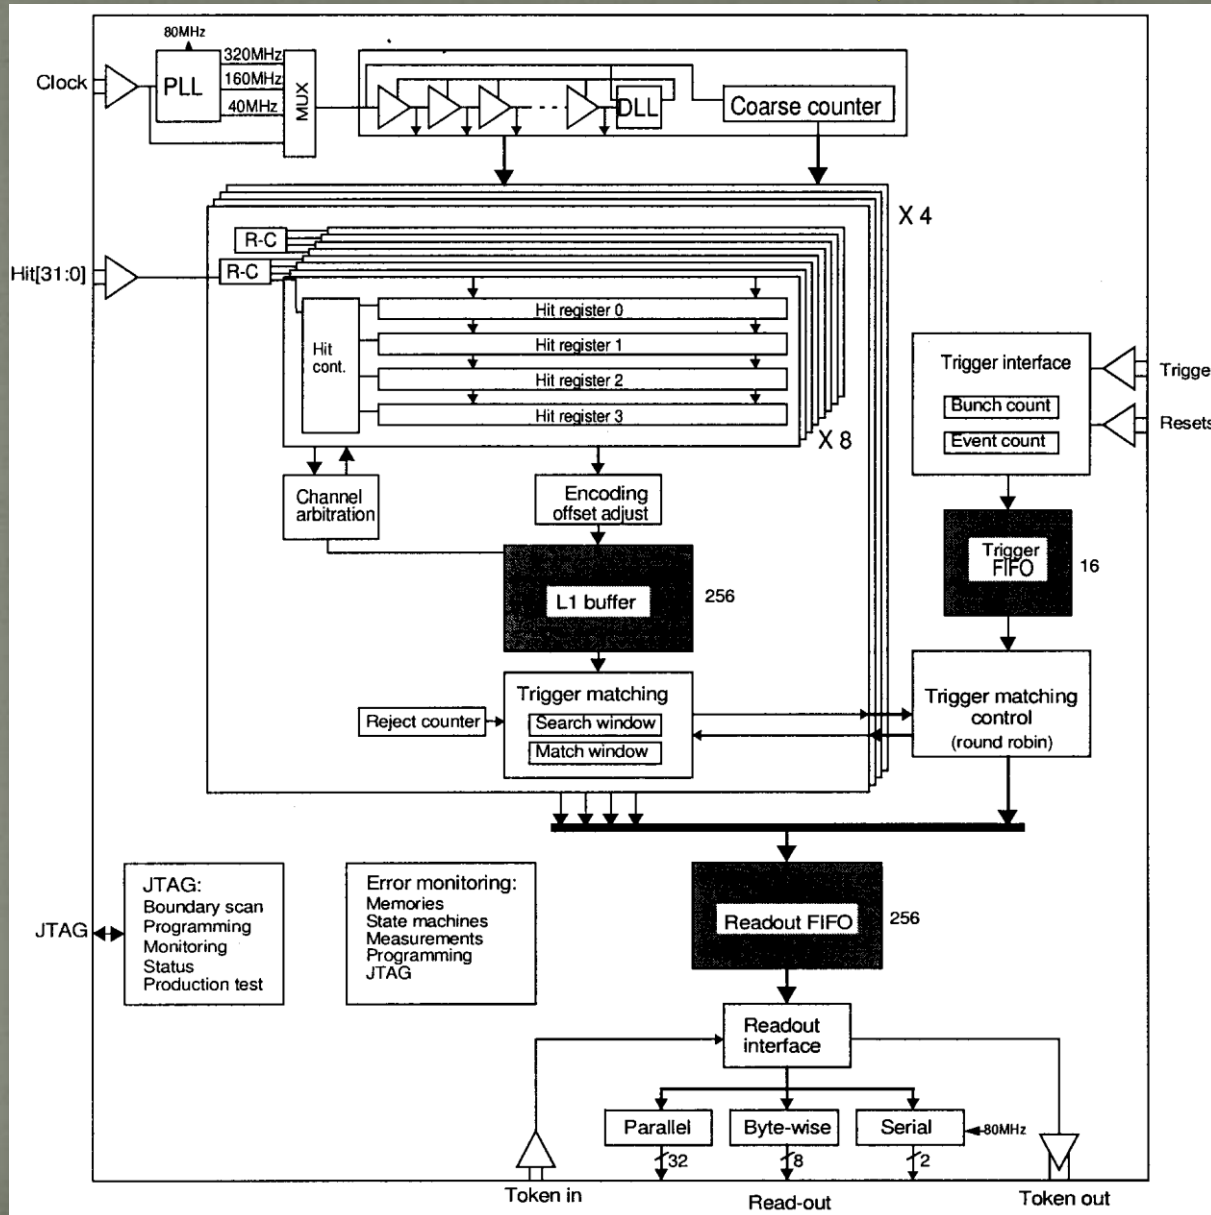 80MHz
320MHz
Clock
PLL
160MHz
MUX
40MHz
DLL
Coarse counter
X 4
R-C
Hit[31:0]
R-C
Hit register 0
Hit
cont.
Hit register 1
Hit register 2
Hit register 3
X 8
Trigger interface
Trigge
Bunch count
Resets
Event count
Channel
arbitration
Encoding
offset adjust
Trigger
FIFO
16
L1 buffer
256
Trigger matching
Search window
Match window
Reject counter
Trigger matching
control
(round robin)
JTAG
JTAG:
Boundary scan
Programming
Monitoring
Status
Production test
Error monitoring:
Memories
State machines
Measurements
Programming
JTAG
Readout FIFO
256
Readout
interface
Parallel
Byte-wise
Serial
80MHz
32
8
2
Token in
Read-out
Token out